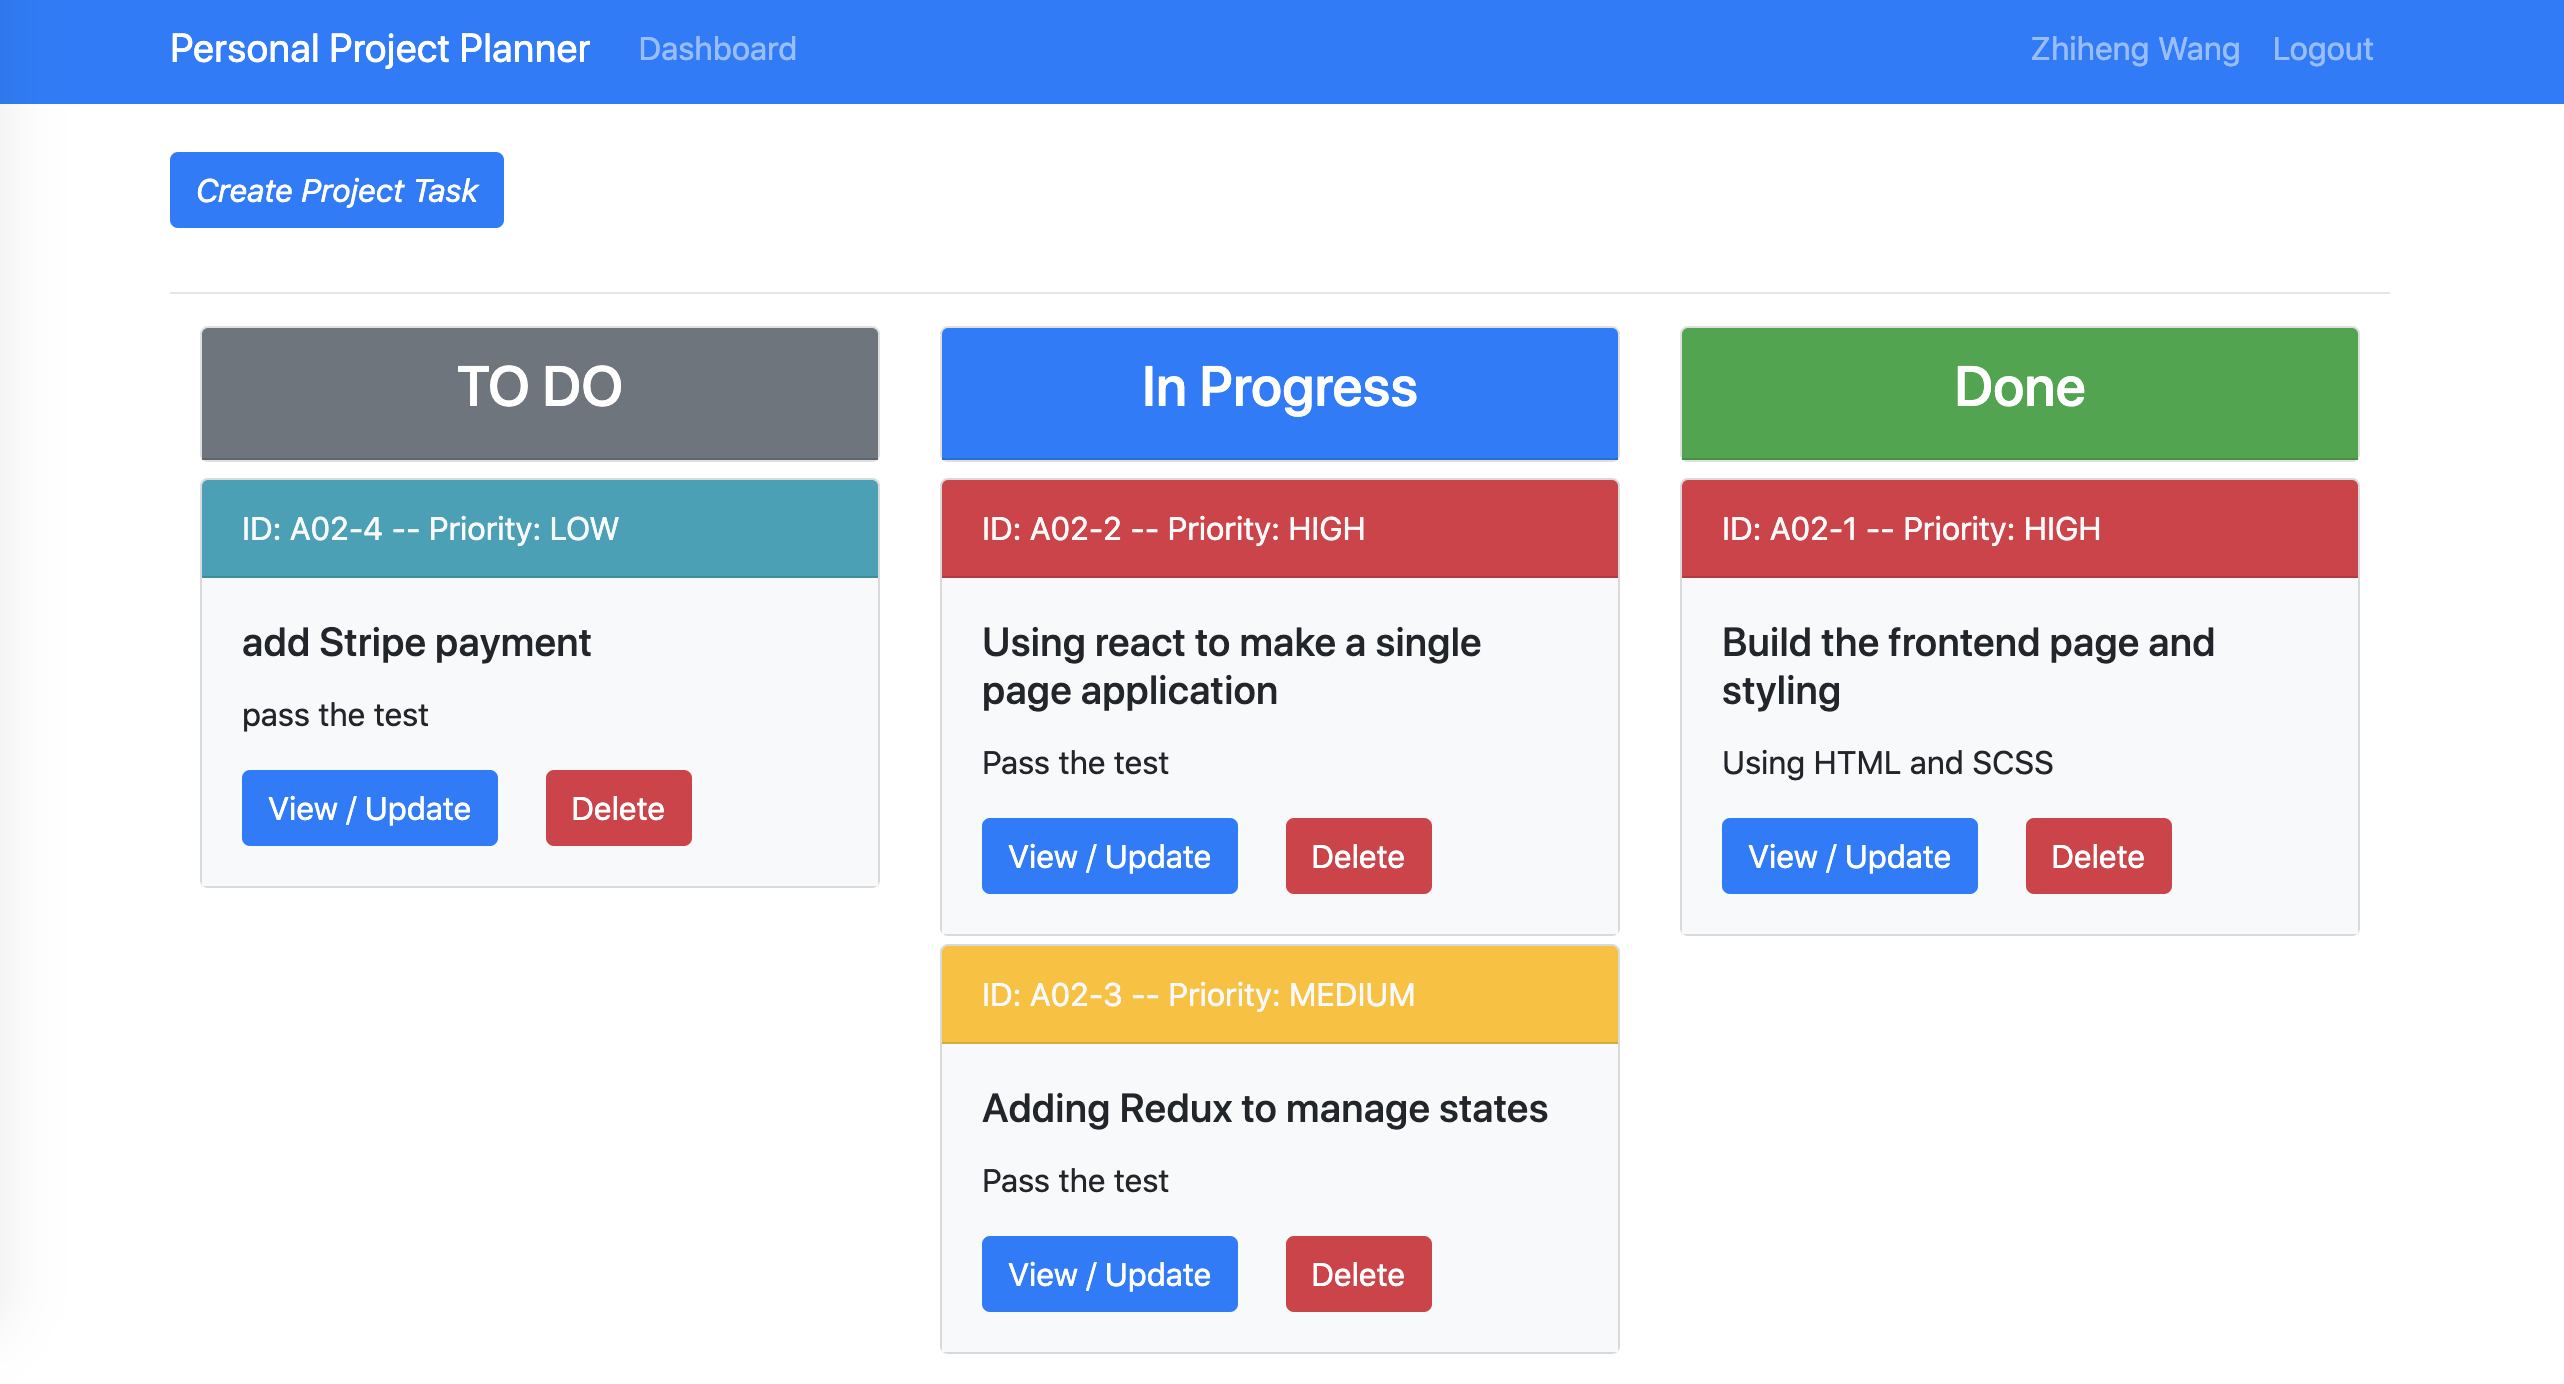 Personal Project Planner Dashboard Zhiheng Wang Logout
Create Project Task
TO DO
ID: A02-4 -- Priority: LOW
add Stripe payment
pass the test
View / Update Delete
In Progress
ID: A02-2 -- Priority: HIGH
Using react to make a single
page application
Pass the test
View / Update Delete
ID: A02-3 -- Priority: MEDIUM
Adding Redux to manage states
Pass the test
View / Update Delete
Done
ID: A02-1 -- Priority: HIGH
Build the frontend page and
styling
Using HTML and SCSS
View / Update Delete